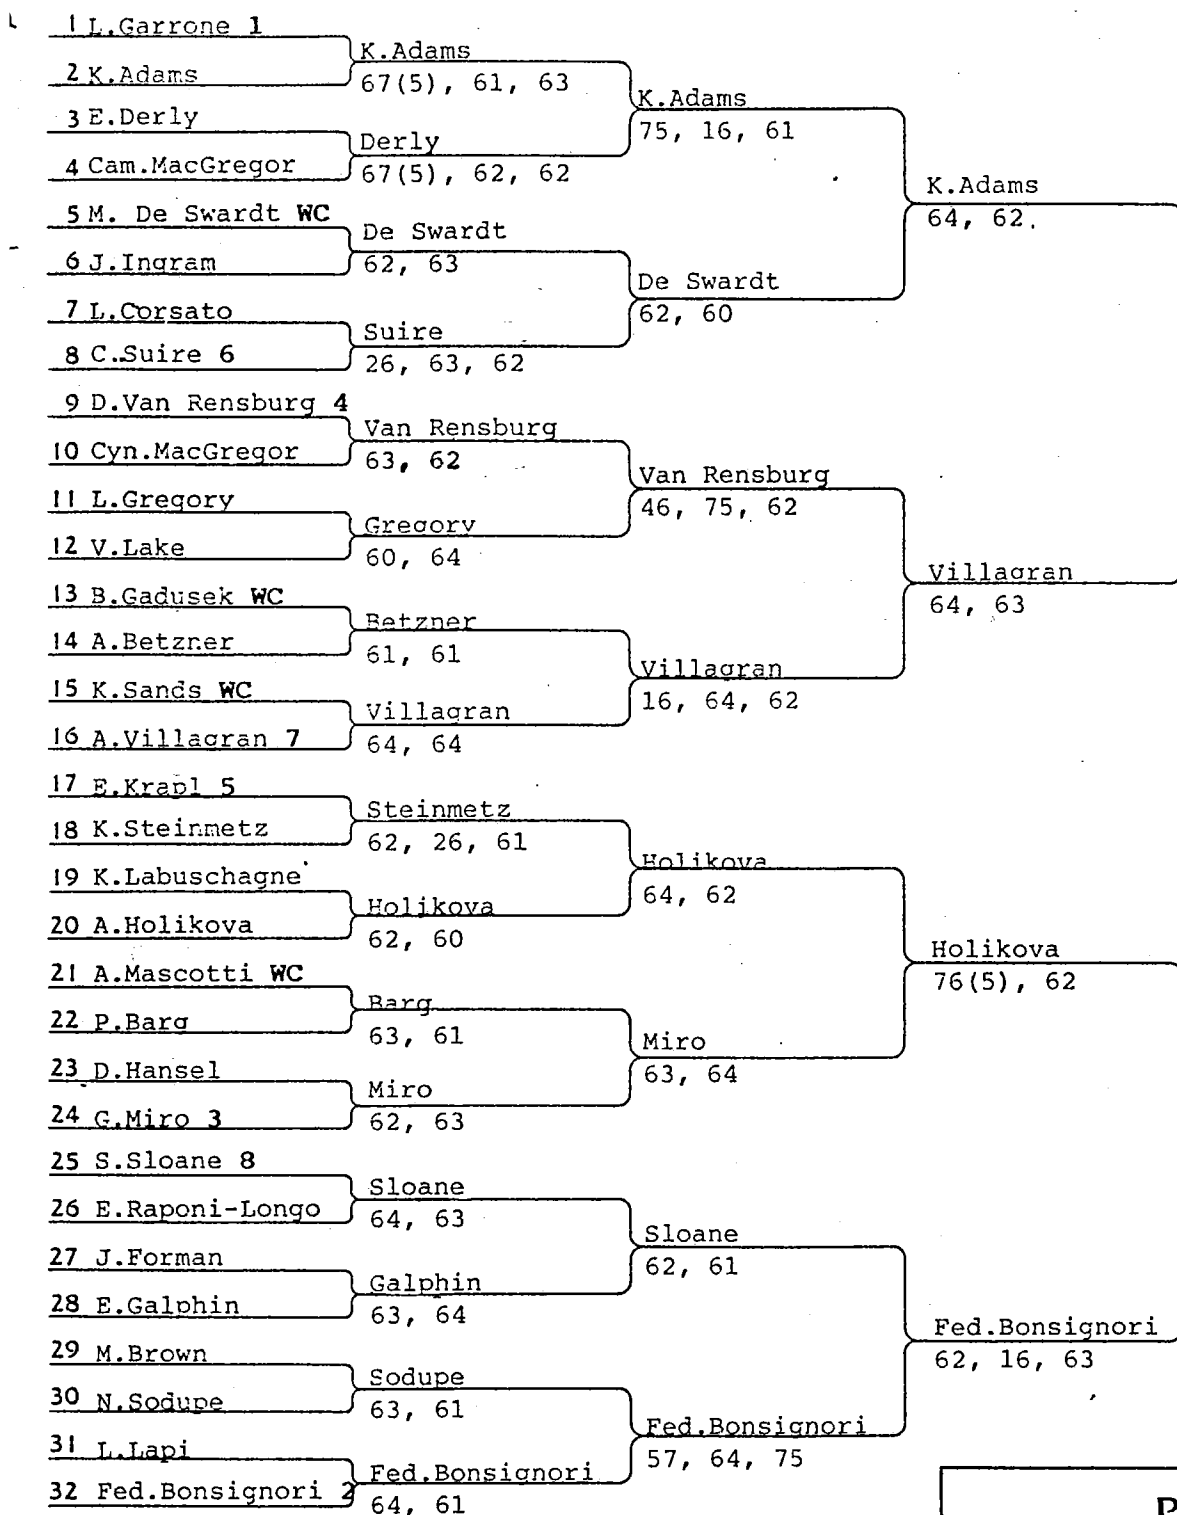 1 L.Garrone 1
2 K.Adams
3 E.Derly
4 Cam.MacGregor
5 M. De Swardt WC
6 J.Ingram
7 L.Corsato
8 C.Suire 6
9 D.Van Rensburg 4
10 Cyn.MacGregor
11 L.Gregory
12 V.Lake
13 B.Gadusek WC
14 A.Betzner
15 K.Sands WC
16 A.Villagran 7
17 E.Krapl 5
18 K.Steinmetz
19 K.Labuschagne
20 A.Holikova
21 A.Mascotti WC
22 P.Barg
23 D.Hansel
24 G.Miro 3
25 S.Sloane 8
26 E.Raponi-Longo
27 J.Forman
28 E.Galphin
29 M.Brown
30 N.Sodupe
31 L.Lapi
32 Fed.Bonsignori 2
K.Adams
67(5), 61, 63
Derly
67(5), 62, 62
De Swardt
62, 63
Suire
26, 63, 62
Van Rensburg
63, 62
Gregory
60, 64
Betzner
61, 61
Villagran
64, 64
Steinmetz
62, 26, 61
Holikova
62, 60
Barg
63, 61
Miro
62, 63
Sloane
64, 63
Galphin
63, 64
Sodupe
63, 61
Fed.Bonsignori
64, 61
K.Adams
75, 16, 61
De Swardt
62, 60
Van Rensburg
46, 75, 62
Villagran
16, 64, 62
Holikova
64, 62
Miro
63, 64
Sloane
62, 61
Fed.Bonsignori
57, 64, 75
K.Adams
64, 62.
Villagran
64, 63
Holikova
76(5), 62
Fed.Bonsignori
62, 16, 63